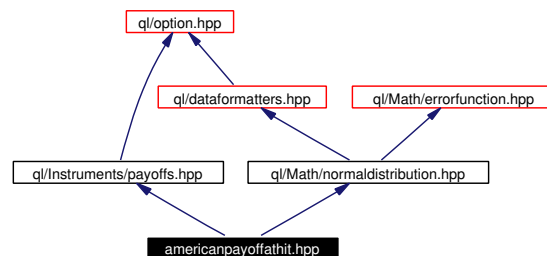 ql/option.hpp
ql/dataformatters.hpp
ql/Math/errorfunction.hpp
ql/Instruments/payoffs.hpp
ql/Math/normaldistribution.hpp
americanpayoffathit.hpp